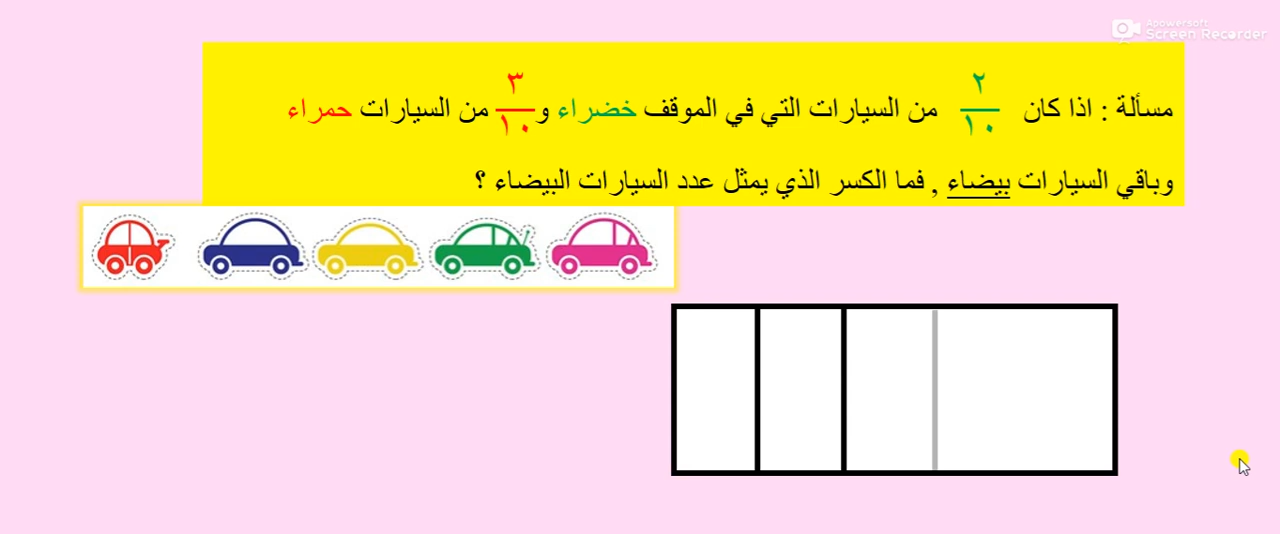 Apowersoft
Screen Recorder
مسألة : اذا كان ٢/١٠ من السيارات التي في الموقف خضراء و ٣/١٠ من السيارات حمراء
وباقي السيارات بيضاء , فما الكسر الذي يمثل عدد السيارات البيضاء ؟